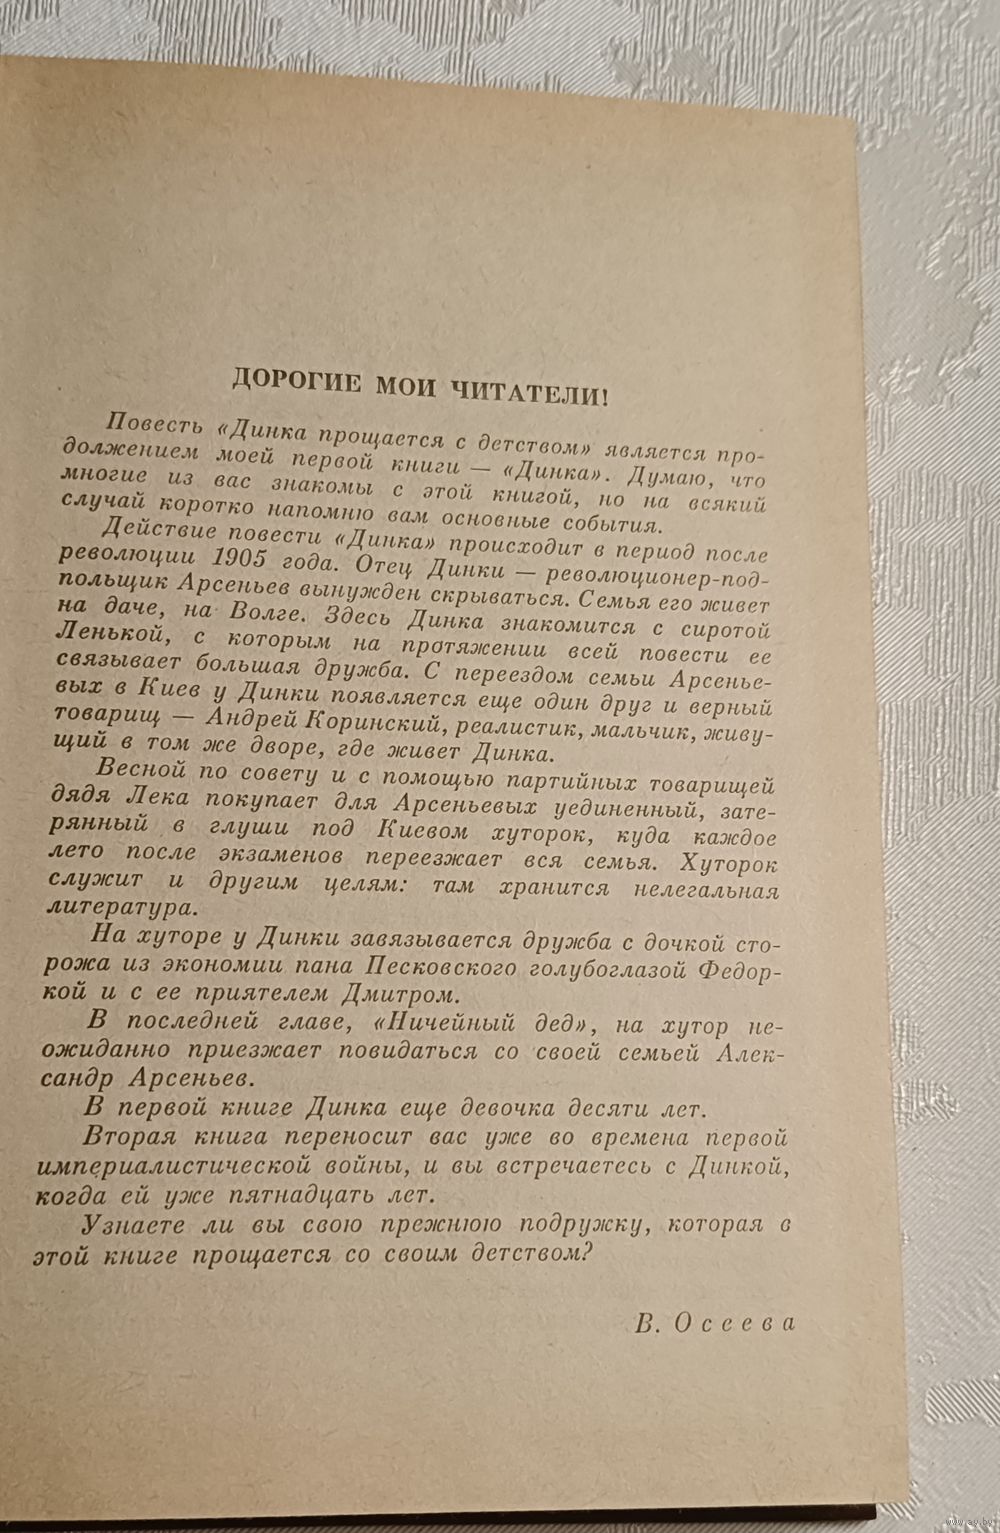 ДОРОГИЕ МОИ ЧИТАТЕЛИ!
Повесть «Динка прощается с детством» является про-
должением моей первой книги — «Динка». Думаю, что
многие из вас знакомы с этой книгой, но на всякий
случай коротко напомню вам основные события.
Действие повести «Динка» происходит в период после
революции 1905 года. Отец Динки — революционер-под-
польщик Арсеньев вынужден скрываться. Семья его живет
на даче, на Волге. Здесь Динка знакомится с сиротой
Ленькой, с которым на протяжении всей повести ее
связывает большая дружба. С переездом семьи Арсенье-
вых в Киев у Динки появляется еще один друг и верный
товарищ — Андрей Коринский, реалистик, мальчик, живу-
щий в том же дворе, где живет Динка.
Весной по совету и с помощью партийных товарищей
дядя Лека покупает для Арсеньевых уединенный, зате-
рянный в глуши под Киевом хуторок, куда каждое
лето после экзаменов переезжает вся семья. Хуторок
служит и другим целям: там хранится нелегальная
литература.
На хуторе у Динки завязывается дружба с дочкой сто-
рожа из экономии пана Песковского голубоглазой Федор-
кой и с ее приятелем Дмитром.
В последней главе, «Ничейный дед», на хутор не-
ожиданно приезжает повидаться со своей семьей Алек-
сандр Арсеньев.
В первой книге Динка еще девочка десяти лет.
Вторая книга переносит вас уже во времена первой
империалистической войны, и вы встречаетесь с Динкой,
когда ей уже пятнадцать лет.
Узнаете ли вы свою прежнюю подружку, которая в
этой книге прощается со своим детством?
В. Осеева